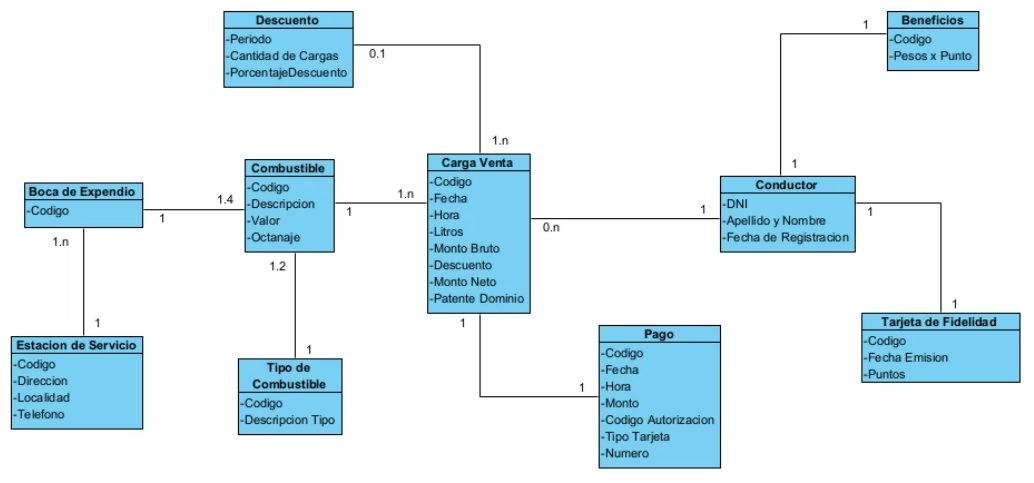 Descuento
-Periodo
-Cantidad de Cargas
-PorcentajeDescuento
0.1
1.n
Beneficios
-Codigo
-Pesos x Punto
1
1
Boca de Expendio
-Codigo
1
1.4
1.n
1
Combustible
-Codigo
-Descripcion
-Valor
-Octanaje
1
1.n
1.2
1
Carga Venta
-Codigo
-Fecha
-Hora
-Litros
-Monto Bruto
-Descuento
-Monto Neto
-Patente Dominio
0.n
1
1
1
Conductor
-DNI
-Apellido y Nombre
-Fecha de Registracion
1
1
Estacion de Servicio
-Codigo
-Direccion
-Localidad
-Telefono
Tipo de
Combustible
-Codigo
-Descripcion Tipo
Pago
-Codigo
-Fecha
-Hora
-Monto
-Codigo Autorizacion
-Tipo Tarjeta
-Numero
Tarjeta de Fidelidad
-Codigo
-Fecha Emision
-Puntos